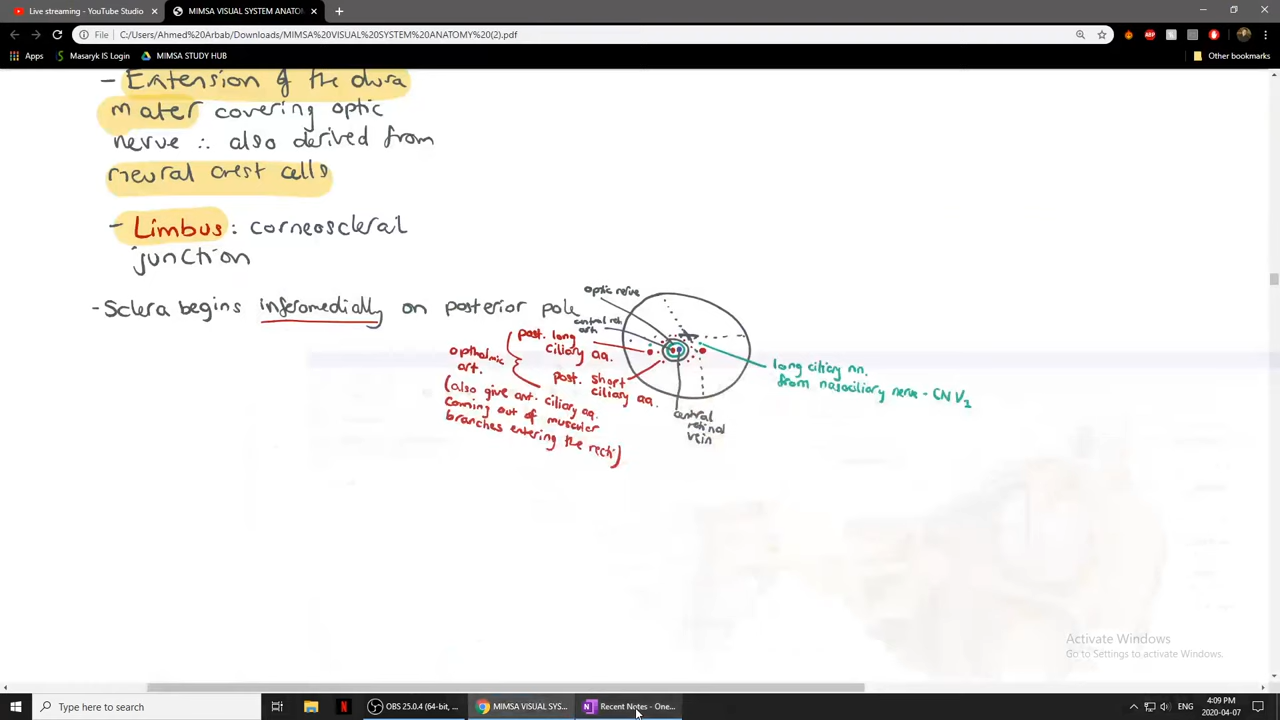 Live streaming - YouTube Studio
MIMSA VISUAL SYSTEM ANATOM
File
C:/Users/Ahmed%20Arbab/Downloads/MIMSA%20VISUAL%20SYSTEM%20ANATOMY%20(2).pdf
Apps
Masaryk IS Login
MIMSA STUDY HUB
Other bookmarks
- Extension of the dura
mater covering optic
nerve ∴ also derived from
neural crest cells
- Limbus : corneoscleral
junction
- Sclera begins inferomedially on posterior pole
optic nerve
central ret.
art.
post. long
ciliary aa.
opthalmic
art.
post. short
ciliary aa.
(also give ant. ciliary aa.
coming out of muscular
branches entering the recti)
central
retinal
vein
long ciliary nn.
from nasociliary nerve - CN V1
Activate Windows
Go to Settings to activate Windows.
Type here to search
OBS 25.0.4 (64-bit, ...
MIMSA VISUAL SYS...
Recent Notes - One...
ENG
4:09 PM
2020-04-07